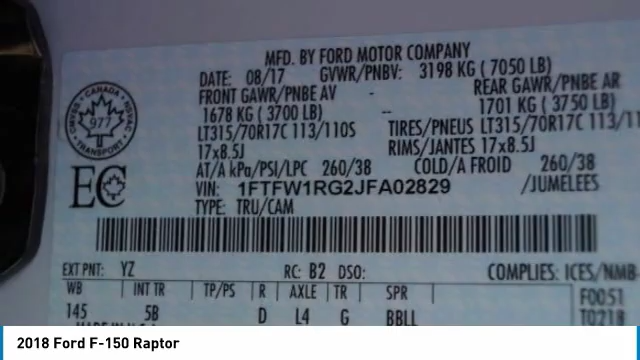 MFD. BY FORD MOTOR COMPANY
DATE: 08/17 GVWR/PNBV: 3198 KG ( 7050 LB)
FRONT GAWR/PNBE AV - REAR GAWR/PNBE AR
1678 KG ( 3700 LB) -- 1701 KG ( 3750 LB)
LT315/70R17C 113/110S TIRES/PNEUS LT315/70R17C 113/11
17x8.5J RIMS/JANTES 17x8.5J
AT/A kPa/PSI/LPC 260/38 COLD/A FROID 260/38
VIN: 1FTFW1RG2JFA02829 /JUMELEES
TYPE: TRU/CAM
CANADA
977
TRANSPORT
EC
EXT PNT: YZ RC: B2 DSO: COMPLIES: ICES/NMB
WB INT TR TP/PS R AXLE TR SPR F0051
145 5B D L4 G BBLL T0218
2018 Ford F-150 Raptor